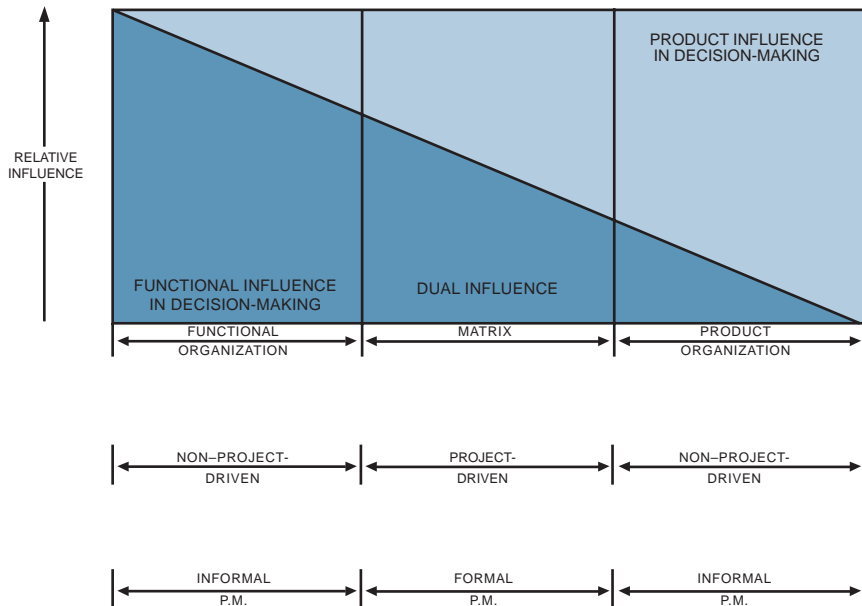 PRODUCT INFLUENCE
IN DECISION-MAKING
RELATIVE
INFLUENCE
FUNCTIONAL INFLUENCE
IN DECISION-MAKING
DUAL INFLUENCE
FUNCTIONAL
ORGANIZATION
MATRIX
PRODUCT
ORGANIZATION
NON–PROJECT-
DRIVEN
PROJECT-
DRIVEN
NON–PROJECT-
DRIVEN
INFORMAL
P.M.
FORMAL
P.M.
INFORMAL
P.M.